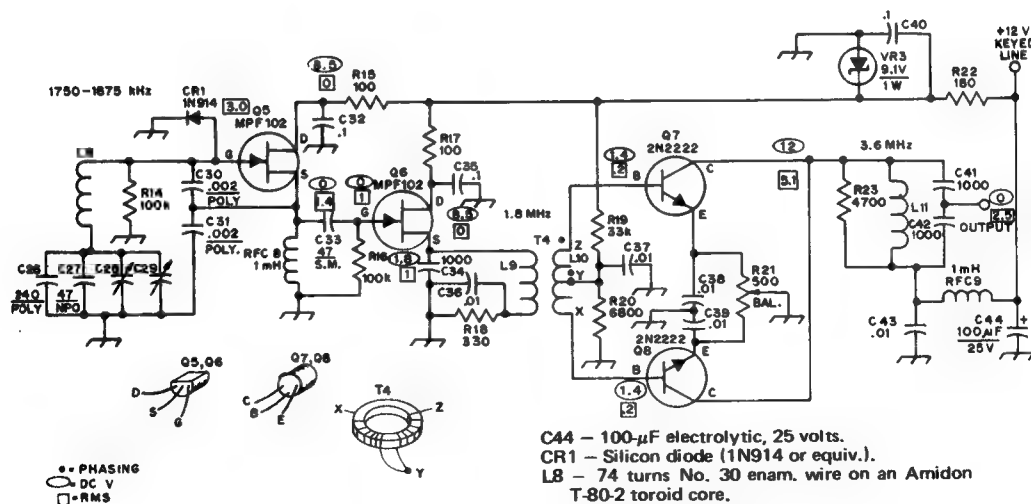 .1
C40
+12 V
KEYED
LINE
VR3
9.1V
1W
R22
180
1750-1875 kHz
CR1
1N914
3.0
Q5
MPF102
8.5
0
R15
100
C32
.1
R17
100
C35
.1
Q6
MPF102
8.6
0
1.8 MHz
D
G
S
L8
R14
100k
C30
.002
POLY
C31
.002
POLY.
0
1.4
C33
47
S.M.
0
1
G
D
S
RFC 8
1mH
R16
100k
1.8
1
1000
C34
C36
.01
R18
330
L9
T4
Z
L10
Y
X
R19
33k
C37
.01
R20
6800
Q7
2N2222
1.4
.2
B
C
E
12
5.1
3.6 MHz
R23
4700
L11
C41
1000
C42
1000
0
2.5
OUTPUT
C38
.01
C39
.01
R21
500
BAL.
2N2222
Q8
E
B
C
1.4
.2
1mH
RFC9
C43
.01
C44
100µF
25V
+
C26
240
POLY
C27
47
NPO
C28
C29
Q5,Q6
D
S
G
Q7,Q8
C
B
E
T4
X
Z
Y
• = PHASING
= DC V
= RMS
C44 – 100-µF electrolytic, 25 volts.
CR1 – Silicon diode (1N914 or equiv.).
L8 – 74 turns No. 30 enam. wire on an Amidon
T-80-2 toroid core.